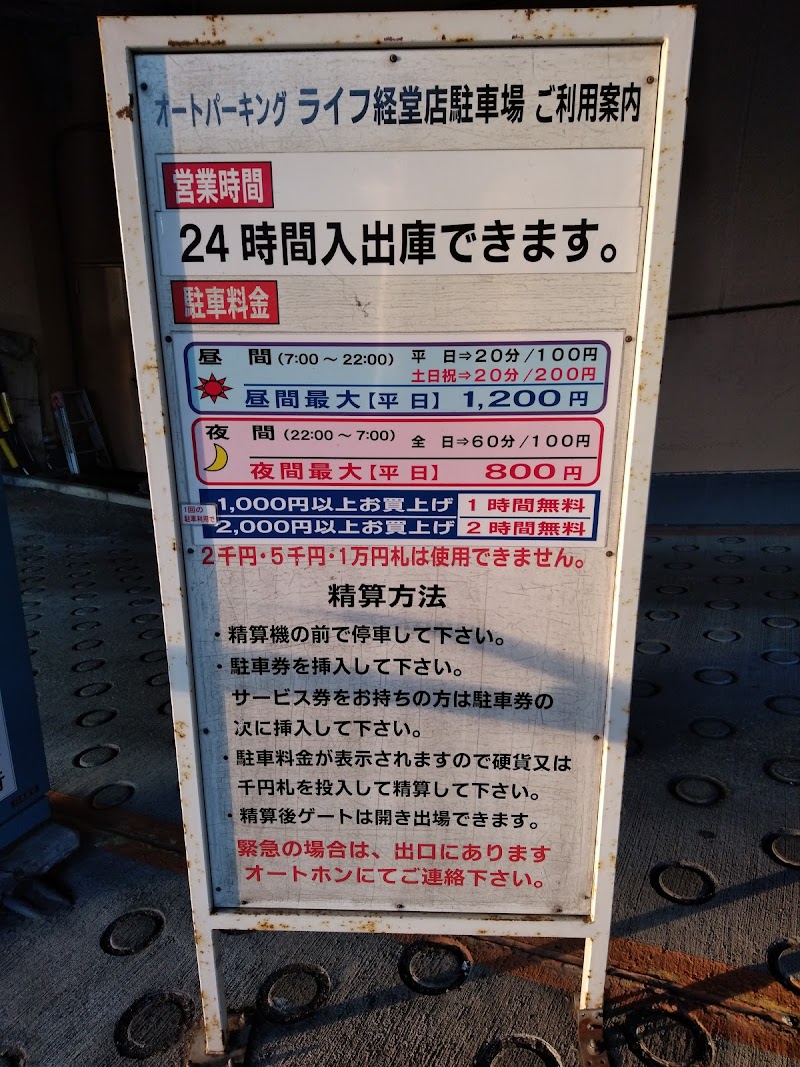 オートパーキング ライフ経堂店駐車場 ご利用案内
営業時間
24時間入出庫できます。
駐車料金
昼 間 (7:00～22:00) 平 日⇒20分/100円
土日祝⇒20分/200円
昼間最大【平 日】 1,200円
夜 間 (22:00～7:00) 全 日⇒60分/100円
夜間最大【平 日】 800円
1回の
駐車利用で
1,000円以上お買上げ 1時間無料
2,000円以上お買上げ 2時間無料
2千円・5千円・1万円札は使用できません。
精算方法
・精算機の前で停車して下さい。
・駐車券を挿入して下さい。
サービス券をお持ちの方は駐車券の
次に挿入して下さい。
・駐車料金が表示されますので硬貨又は
千円札を投入して精算して下さい。
・精算後ゲートは開き出場できます。
緊急の場合は、出口にあります
オートホンにてご連絡下さい。